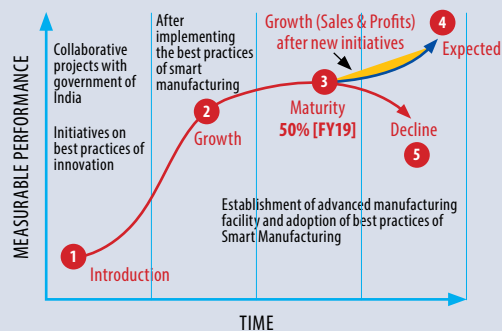 MEASURABLE PERFORMANCE
Collaborative
projects with
government of
India
Initiatives on
best practices of
innovation
After
implementing
the best practices
of smart
manufacturing
Growth (Sales & Profits)
after new initiatives
4
Expected
3
Maturity
50% [FY19]
2
Growth
Decline
5
Establishment of advanced manufacturing
facility and adoption of best practices of
Smart Manufacturing
1
Introduction
TIME